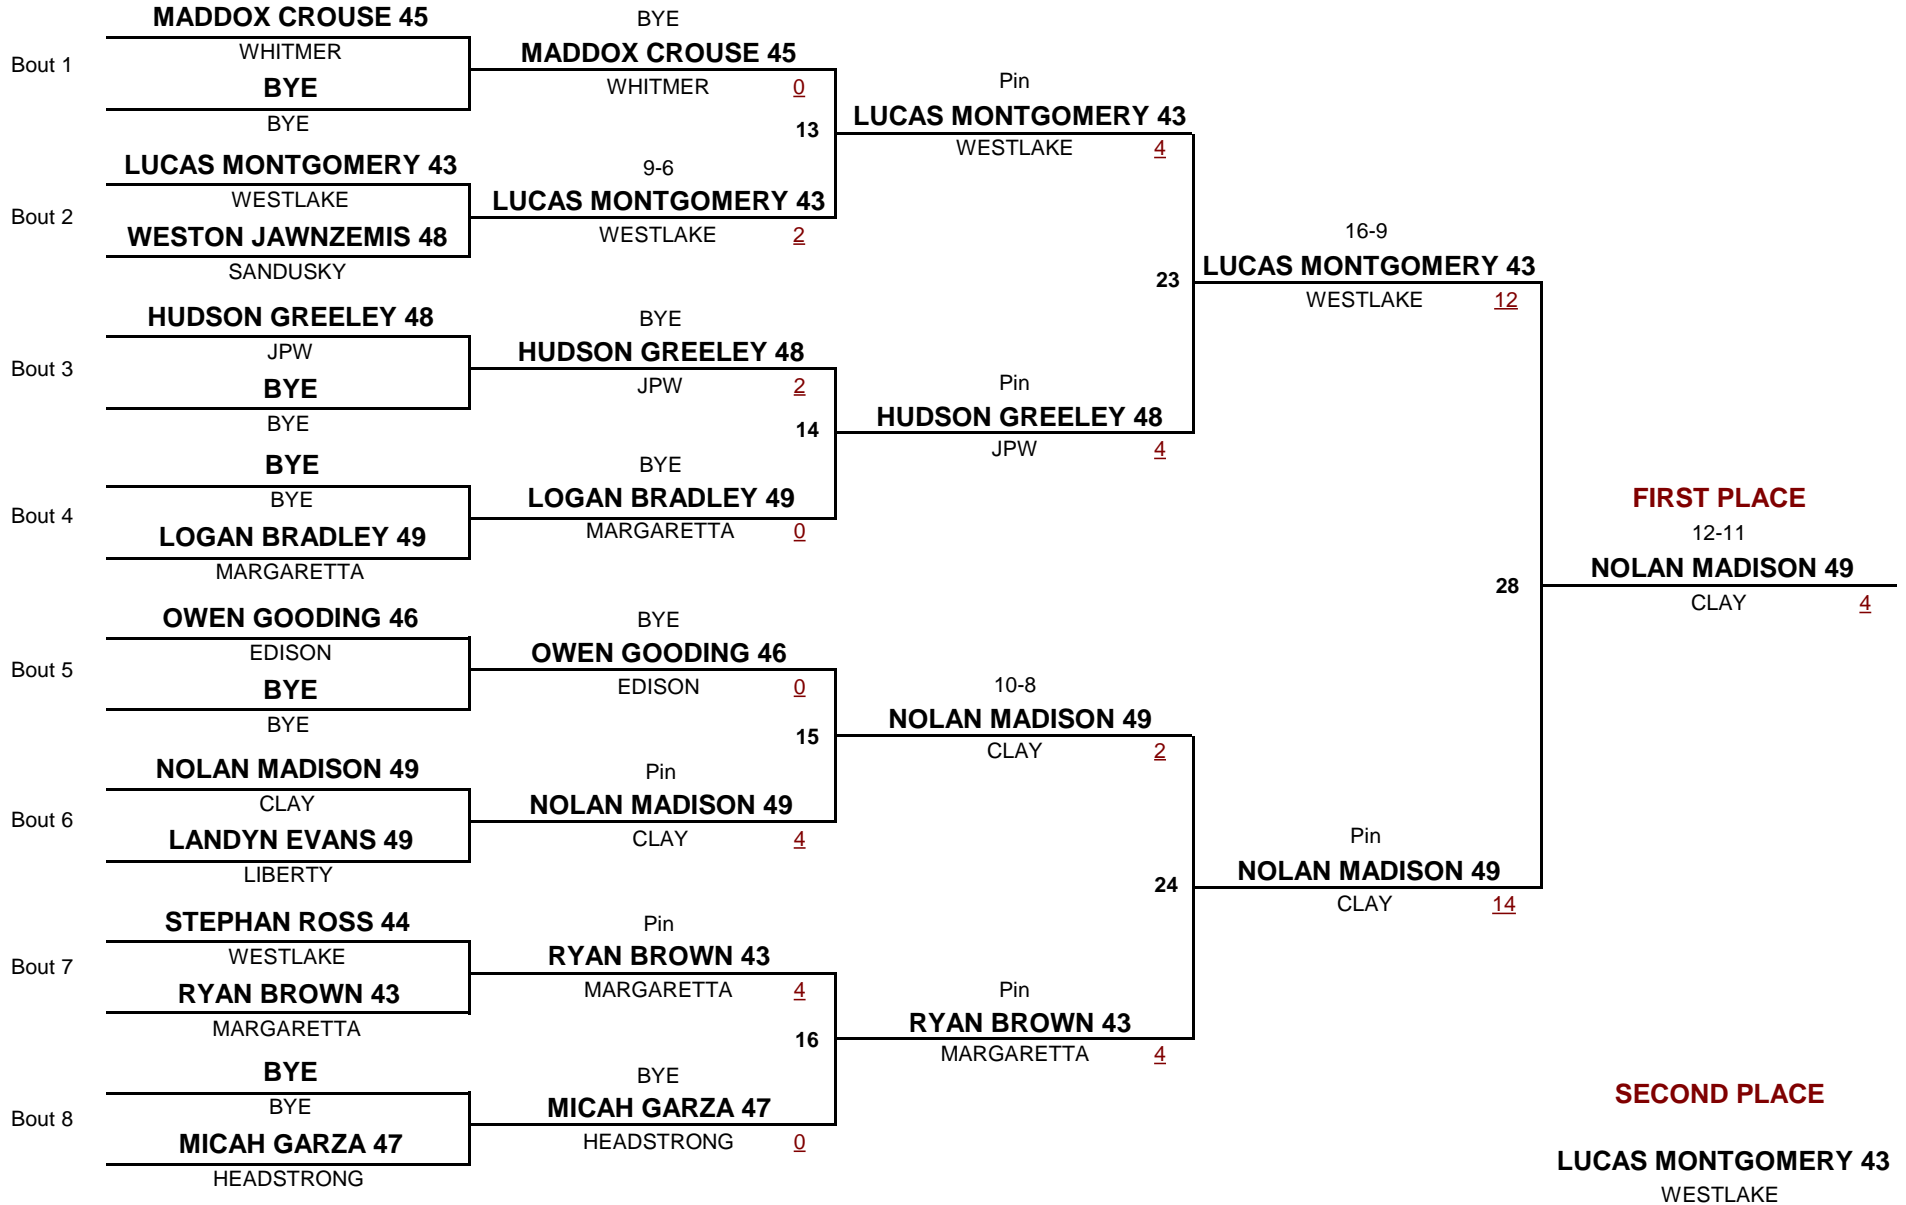 MADDOX CROUSE 45
WHITMER
Bout 1
BYE
BYE
LUCAS MONTGOMERY 43
WESTLAKE
Bout 2
WESTON JAWNZEMIS 48
SANDUSKY
HUDSON GREELEY 48
JPW
Bout 3
BYE
BYE
BYE
BYE
Bout 4
LOGAN BRADLEY 49
MARGARETTA
OWEN GOODING 46
EDISON
Bout 5
BYE
BYE
NOLAN MADISON 49
CLAY
Bout 6
LANDYN EVANS 49
LIBERTY
STEPHAN ROSS 44
WESTLAKE
Bout 7
RYAN BROWN 43
MARGARETTA
BYE
BYE
Bout 8
MICAH GARZA 47
HEADSTRONG
BYE
MADDOX CROUSE 45
WHITMER 0
13
9-6
LUCAS MONTGOMERY 43
WESTLAKE 2
BYE
HUDSON GREELEY 48
JPW 2
14
BYE
LOGAN BRADLEY 49
MARGARETTA 0
BYE
OWEN GOODING 46
EDISON 0
15
Pin
NOLAN MADISON 49
CLAY 4
Pin
RYAN BROWN 43
MARGARETTA 4
16
BYE
MICAH GARZA 47
HEADSTRONG 0
Pin
LUCAS MONTGOMERY 43
WESTLAKE 4
23
Pin
HUDSON GREELEY 48
JPW 4
10-8
NOLAN MADISON 49
CLAY 2
24
Pin
RYAN BROWN 43
MARGARETTA 4
16-9
LUCAS MONTGOMERY 43
WESTLAKE 12
28
Pin
NOLAN MADISON 49
CLAY 14
FIRST PLACE
12-11
NOLAN MADISON 49
CLAY 4
SECOND PLACE
LUCAS MONTGOMERY 43
WESTLAKE